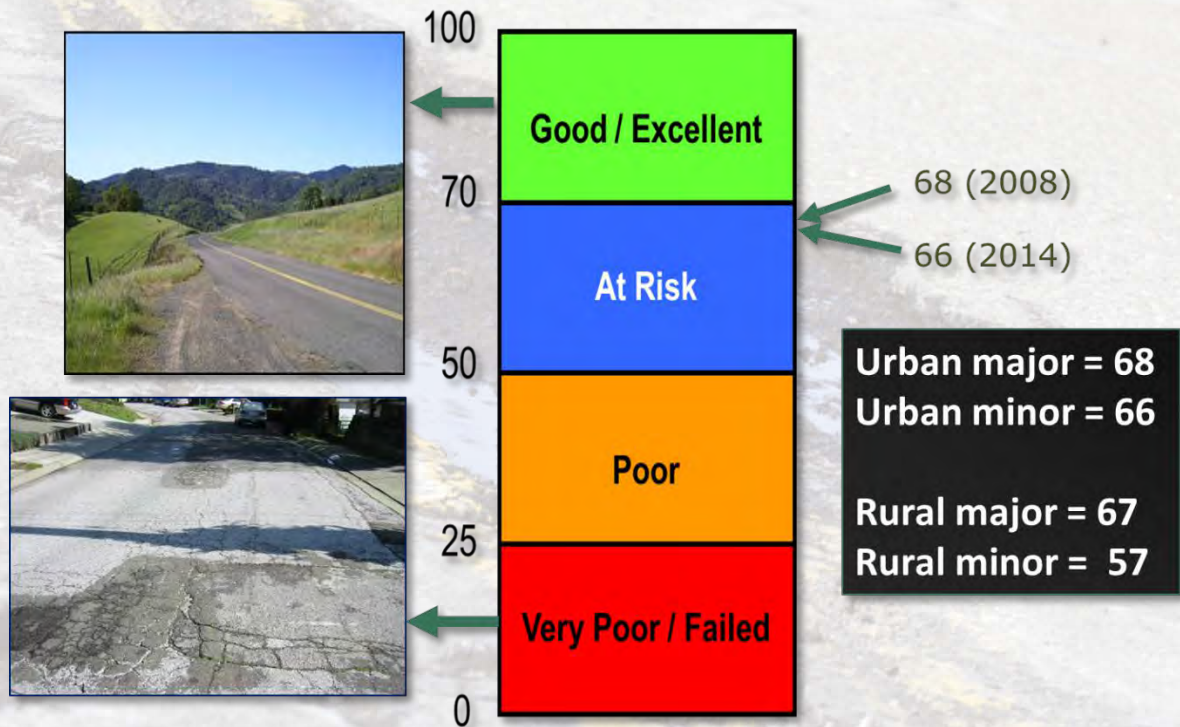 100
Good / Excellent
70
68 (2008)
66 (2014)
At Risk
50
Urban major = 68
Urban minor = 66
Poor
Rural major = 67
25
Rural minor = 57
Very Poor / Failed
0